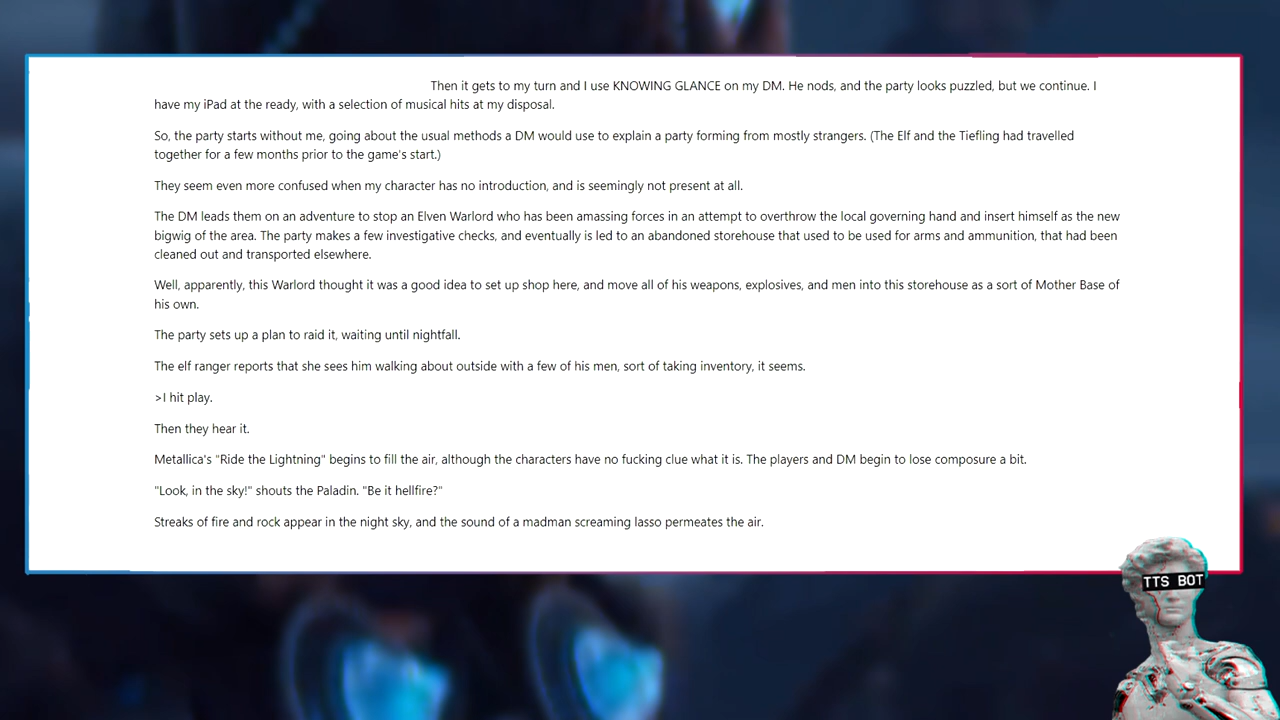 Then it gets to my turn and I use KNOWING GLANCE on my DM. He nods, and the party looks puzzled, but we continue. I
have my iPad at the ready, with a selection of musical hits at my disposal.
So, the party starts without me, going about the usual methods a DM would use to explain a party forming from mostly strangers. (The Elf and the Tiefling had travelled
together for a few months prior to the game's start.)
They seem even more confused when my character has no introduction, and is seemingly not present at all.
The DM leads them on an adventure to stop an Elven Warlord who has been amassing forces in an attempt to overthrow the local governing hand and insert himself as the new
bigwig of the area. The party makes a few investigative checks, and eventually is led to an abandoned storehouse that used to be used for arms and ammunition, that had been
cleaned out and transported elsewhere.
Well, apparently, this Warlord thought it was a good idea to set up shop here, and move all of his weapons, explosives, and men into this storehouse as a sort of Mother Base of
his own.
The party sets up a plan to raid it, waiting until nightfall.
The elf ranger reports that she sees him walking about outside with a few of his men, sort of taking inventory, it seems.
>I hit play.
Then they hear it.
Metallica's "Ride the Lightning" begins to fill the air, although the characters have no fucking clue what it is. The players and DM begin to lose composure a bit.
"Look, in the sky!" shouts the Paladin. "Be it hellfire?"
Streaks of fire and rock appear in the night sky, and the sound of a madman screaming lasso permeates the air.
TTS BOT